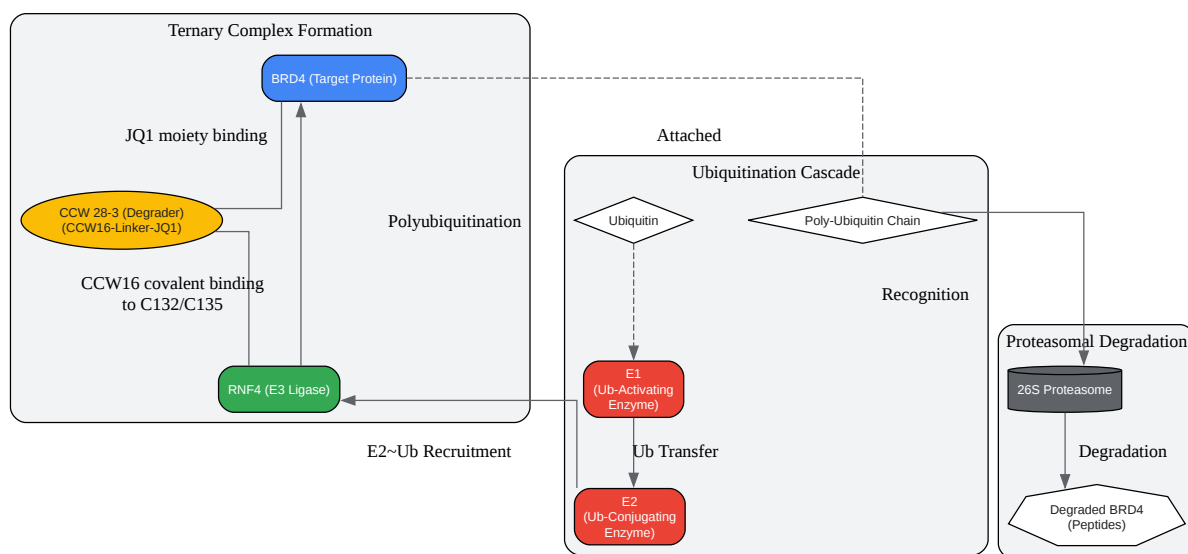 Ternary Complex Formation
BRD4 (Target Protein)
JQ1 moiety binding
Attached
Ubiquitination Cascade
CCW 28-3 (Degrader)
(CCW16-Linker-JQ1)
Polyubiquitination
Ubiquitin
Poly-Ubiquitin Chain
CCW16 covalent binding
to C132/C135
Recognition
Proteasomal Degradation
RNF4 (E3 Ligase)
E1
(Ub-Activating
Enzyme)
26S Proteasome
E2~Ub Recruitment
Ub Transfer
Degradation
E2
(Ub-Conjugating
Enzyme)
Degraded BRD4
(Peptides)